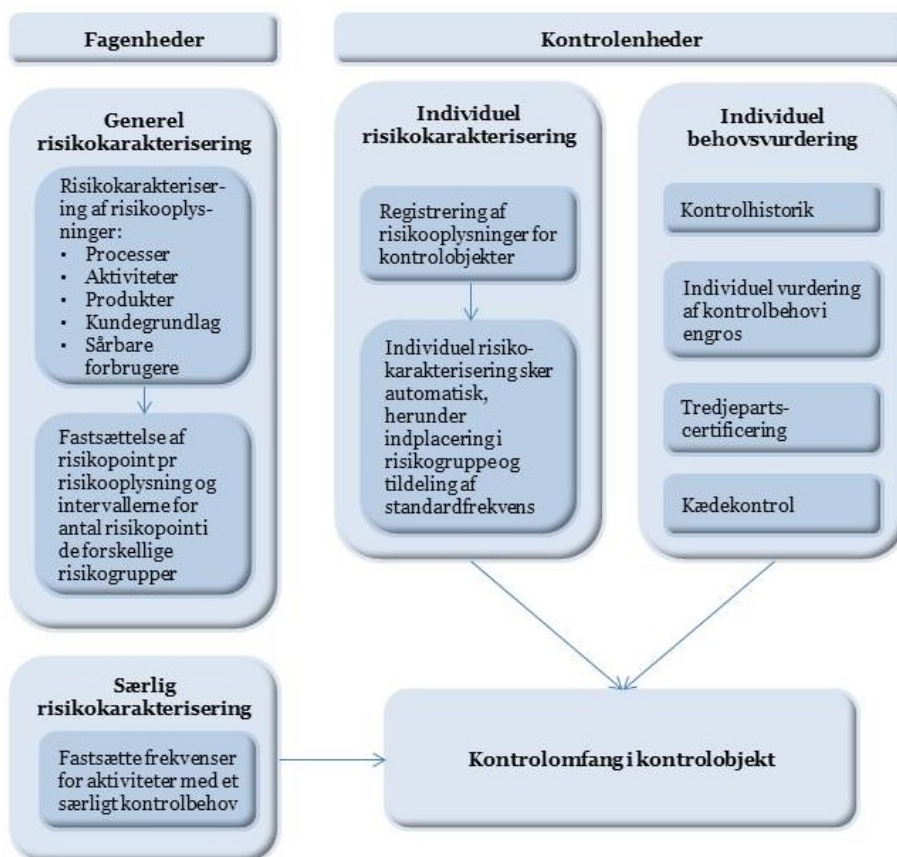 Fagenheder
Kontrolenheder
Generel
risikokarakterisering
Risikokarakteriser-
ing af risikooplys-
ninger:
• Processer
• Aktiviteter
• Produkter
• Kundegrundlag
• Sårbare
forbrugere
Fastsættelse af
risikopoint pr
risikooplysning og
intervallerne for
antal risikopoint i
de forskellige
risikogrupper
Individuel
risikokarakterisering
Registrering af
risikooplysninger for
kontrolobjekter
Individuel risiko-
karakterisering sker
automatisk,
herunder
indplacering i
risikogruppe og
tildeling af
standardfrekvens
Individuel
behovsvurdering
Kontrolhistorik
Individuel vurdering
af kontrolbehov i
engros
Tredjeparts-
certificering
Kædekontrol
Særlig
risikokarakterisering
Fastsætte frekvenser
for aktiviteter med et
særligt kontrolbehov
Kontrolomfang i kontrolobjekt